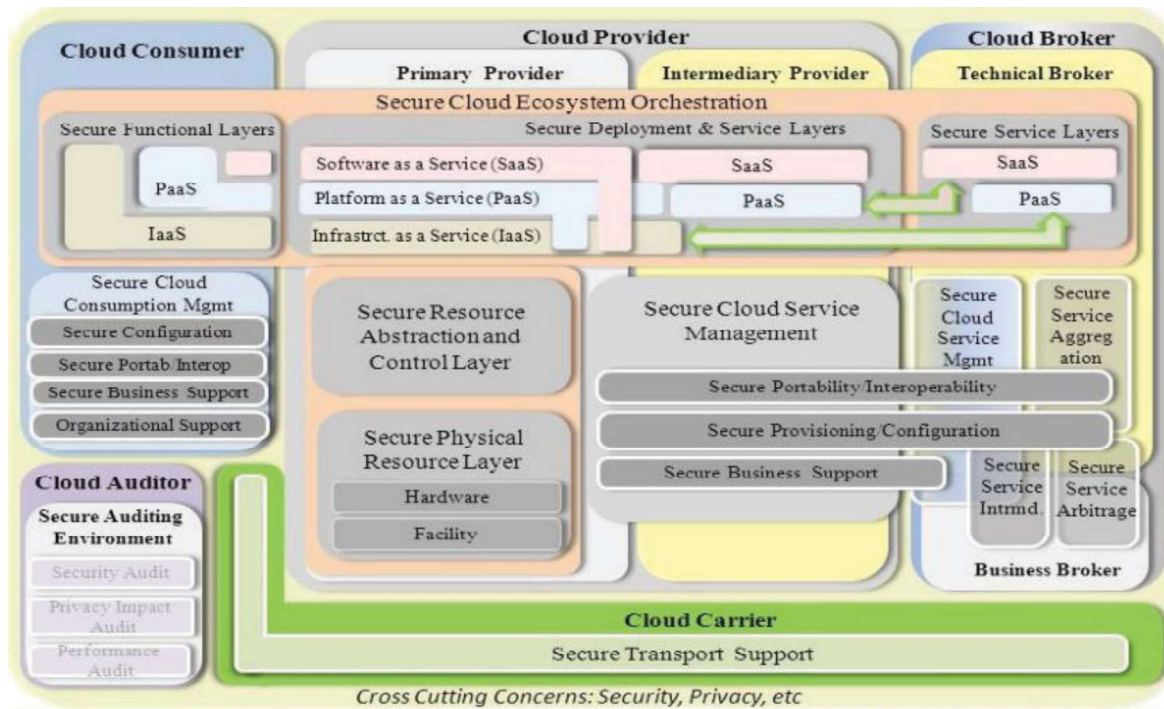 Cloud Consumer
Cloud Provider
Cloud Broker
Primary Provider
Intermediary Provider
Technical Broker
Secure Cloud Ecosystem Orchestration
Secure Functional Layers
PaaS
IaaS
Secure Deployment & Service Layers
Software as a Service (SaaS)
SaaS
Platform as a Service (PaaS)
PaaS
Infrastrct. as a Service (IaaS)
Secure Service Layers
SaaS
PaaS
Secure Cloud
Consumption Mgmt
Secure Configuration
Secure Portab/Interop
Secure Business Support
Organizational Support
Secure Resource
Abstraction and
Control Layer
Secure Physical
Resource Layer
Hardware
Facility
Secure Cloud Service
Management
Secure Portability/Interoperability
Secure Provisioning/Configuration
Secure Business Support
Secure
Cloud
Service
Mgmt
Secure
Service
Aggreg
ation
Secure
Service
Intrmd.
Secure
Service
Arbitrage
Business Broker
Cloud Auditor
Secure Auditing
Environment
Security Audit
Privacy Impact
Audit
Performance
Audit
Cloud Carrier
Secure Transport Support
Cross Cutting Concerns: Security, Privacy, etc